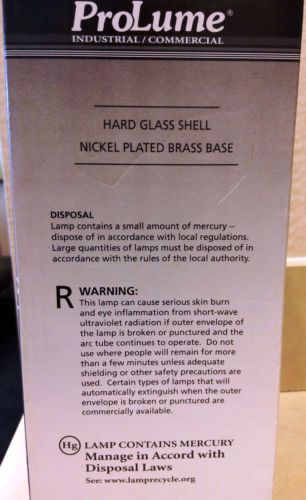 ProLume®
INDUSTRIAL / COMMERCIAL
HARD GLASS SHELL
NICKEL PLATED BRASS BASE
DISPOSAL
Lamp contains a small amount of mercury --
dispose of in accordance with local regulations.
Large quantities of lamps must be disposed of in
accordance with the rules of the local authority.
R WARNING:
This lamp can cause serious skin burn
and eye inflammation from short-wave
ultraviolet radiation if outer envelope of
the lamp is broken or punctured and the
arc tube continues to operate. Do not
use where people will remain for more
than a few minutes unless adequate
shielding or other safety precautions are
used. Certain types of lamps that will
automatically extinguish when the outer
envelope is broken or punctured are
commercially available.
Hg LAMP CONTAINS MERCURY
Manage in Accord with
Disposal Laws
See: www.lamprecycle.org